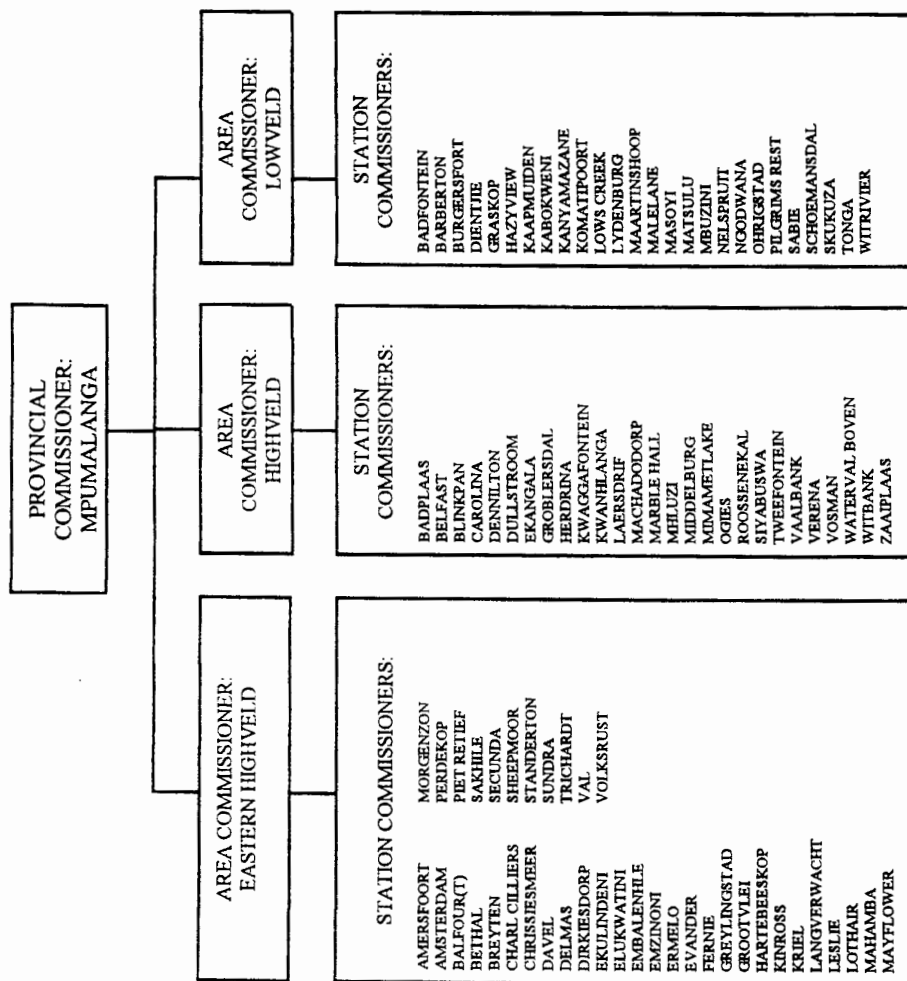 PROVINCIAL
COMMISSIONER:
MPUMALANGA
AREA COMMISSIONER:
EASTERN HIGHVELD
STATION COMMISSIONERS:
AMERSFOORT
AMSTERDAM
BALFOUR(T)
BETHAL
BREYTEN
CHARL CILLIERS
CHRISSIESMEER
DAVEL
DELMAS
DIRKIESDORP
EKULINDENI
ELUKWATINI
EMBALENHLE
EMZINONI
ERMELO
EVANDER
FERNIE
GREYLINGSTAD
GROOTVLEI
HARTEBEESKOP
KINROSS
KRIEL
LANGVERWACHT
LESLIE
LOTHAIR
MAHAMBA
MAYFLOWER
MORGENZON
PERDEKOP
PIET RETIEF
SAKHILE
SECUNDA
SHEEPMOOR
STANDERTON
SUNDRA
TRICHARDT
VAL
VOLKSRUST
AREA
COMMISSIONER:
HIGHVELD
STATION
COMMISSIONERS:
BADPLAAS
BELFAST
BLINKPAN
CAROLINA
DENNILTON
DULLSTROOM
EKANGALA
GROBLERSDAL
HERDRINA
KWAGGAFONTEIN
KWANHLANGA
LAERSDRIF
MACHADODORP
MARBLE HALL
MHLUZI
MIDDELBURG
MIMAMETLAKE
OGIES
ROOSSENEKAL
SIYABUSWA
TWEEFONTEIN
VAALBANK
VERENA
VOSMAN
WATERVAL BOVEN
WITBANK
ZAAIPLAAS
AREA
COMMISSIONER:
LOWVELD
STATION
COMMISSIONERS:
BADFONTEIN
BARBERTON
BURGERSFORT
DIENTJIE
GRASKOP
HAZYVIEW
KAAPMUIDEN
KABOKWENI
KANYAMAZANE
KOMATIPOORT
LOWS CREEK
LYDENBURG
MAARTINSHOOP
MALELANE
MASOYI
MATSULU
MBUZINI
NELSPRUIT
NGODWANA
OHRIGSTAD
PILGRIMS REST
SABIE
SCHOEMANSDAL
SKUKUZA
TONGA
WITRIVIER